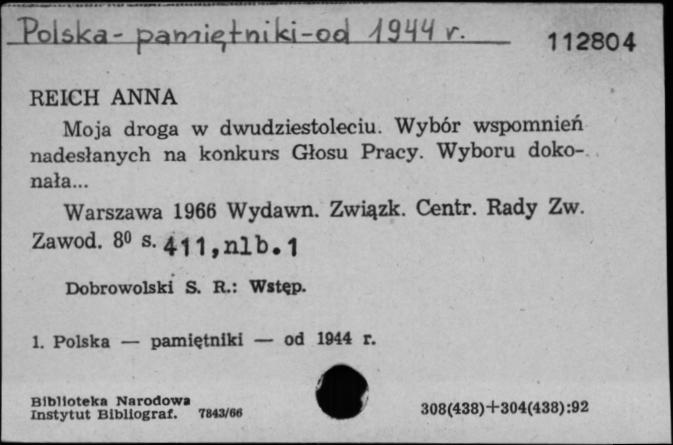 Polska - pamiętniki - od 1944 r.
112804
REICH ANNA
Moja droga w dwudziestoleciu. Wybór wspomnień
nadesłanych na konkurs Głosu Pracy. Wyboru doko-
nała...
Warszawa 1966 Wydawn. Związk. Centr. Rady Zw.
Zawod. 8⁰ s. 411, nlb. 1
Dobrowolski S. R.: Wstęp.
1. Polska — pamiętniki — od 1944 r.
Biblioteka Narodowa
Instytut Bibliograf. 7843/66
308(438)+304(438):92